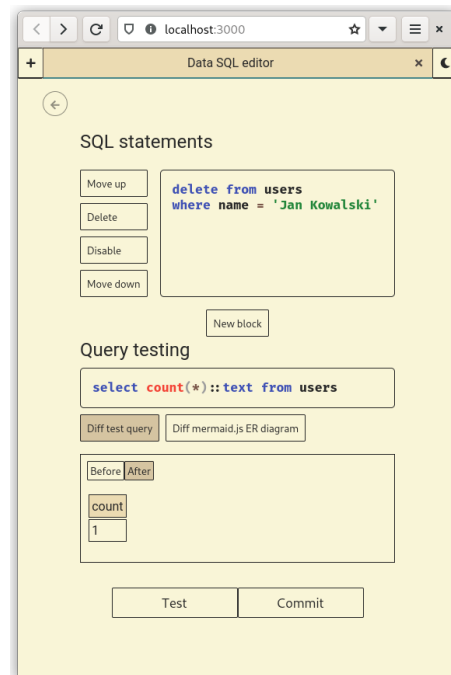 localhost:3000
+ Data SQL editor ×
SQL statements
Move up
Delete
Disable
Move down
delete from users
where name = 'Jan Kowalski'
New block
Query testing
select count(*)::text from users
Diff test query Diff mermaid.js ER diagram
Before After
count
1
Test Commit